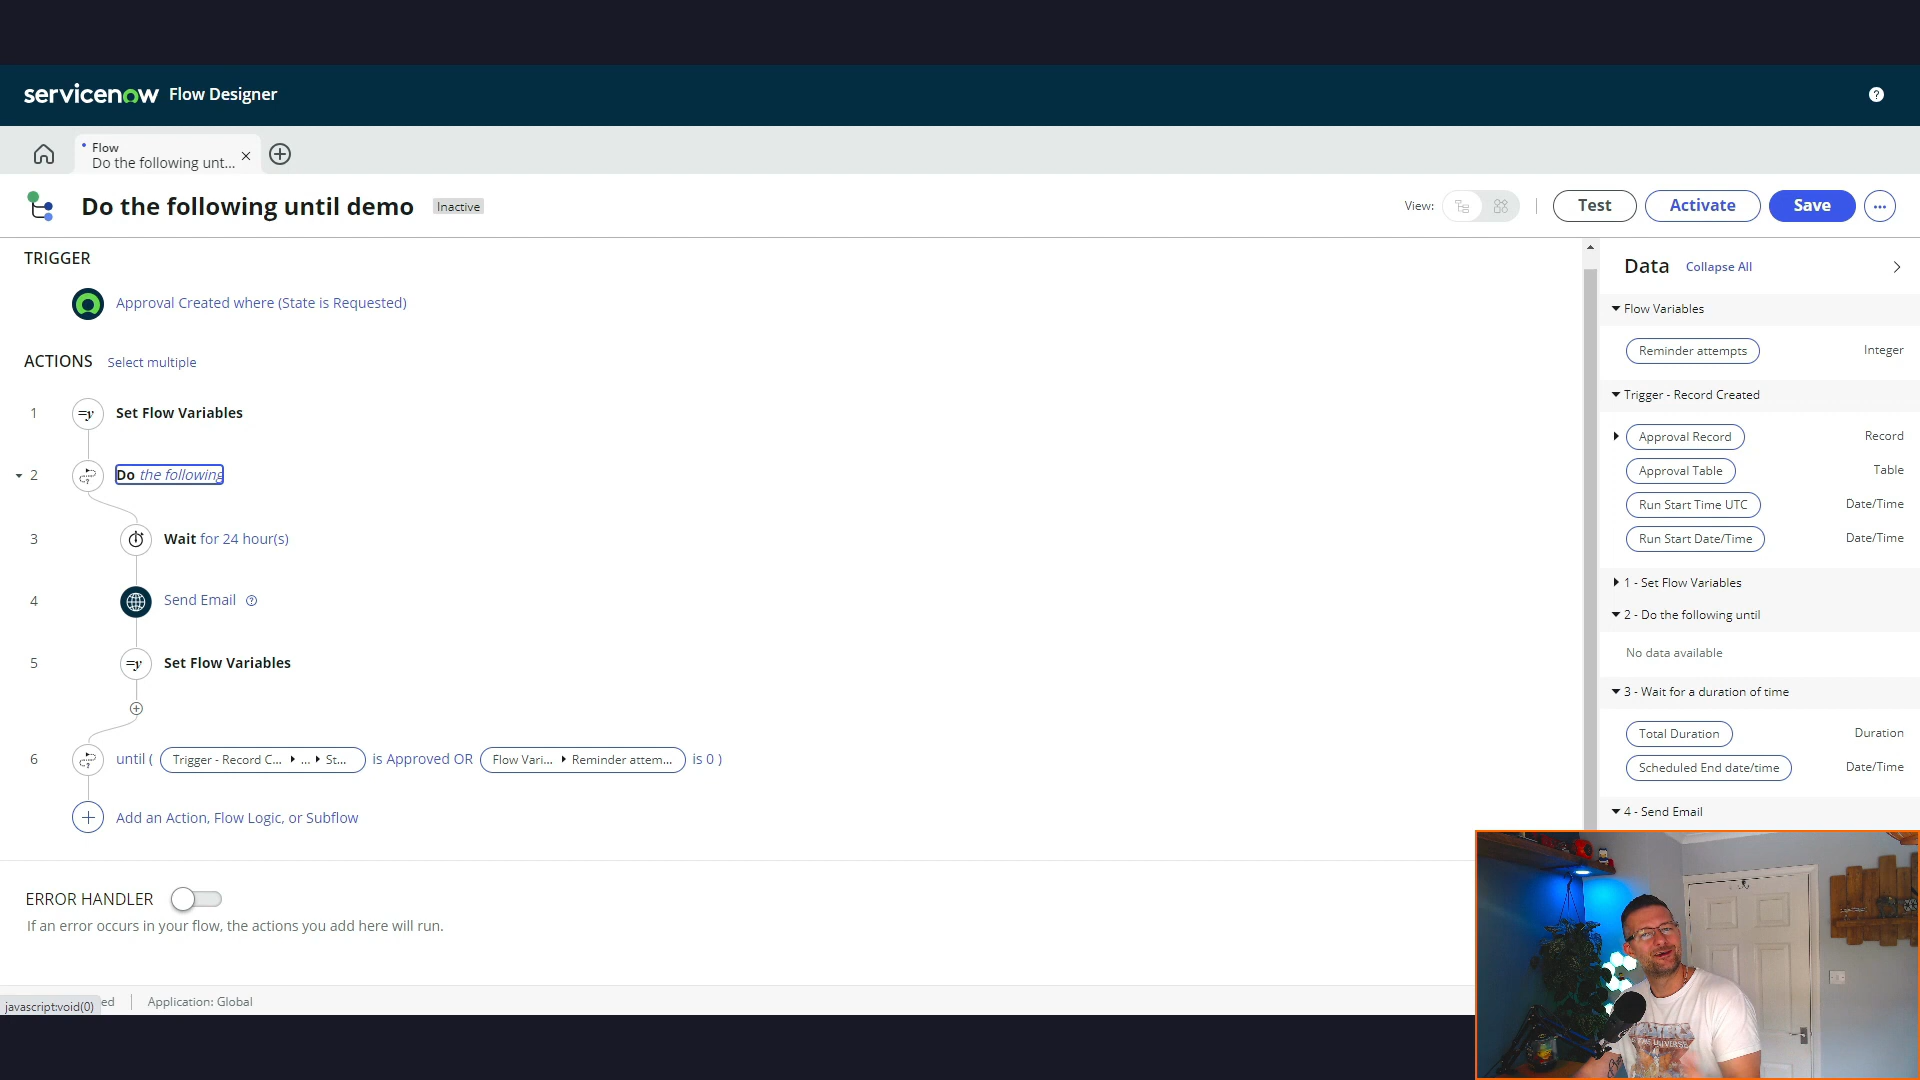 servicenow Flow Designer
?
Flow
Do the following unt...
Do the following until demo
Inactive
View:
Test
Activate
Save
...
TRIGGER
Approval Created where (State is Requested)
ACTIONS
Select multiple
1
=y
Set Flow Variables
2
Do the following
3
Wait for 24 hour(s)
4
Send Email
?
5
=y
Set Flow Variables
6
until ( Trigger - Record C... ... St... is Approved OR Flow Vari... Reminder attem... is 0 )
Add an Action, Flow Logic, or Subflow
ERROR HANDLER
If an error occurs in your flow, the actions you add here will run.
javascript:void(0)
ed
Application: Global
Data
Collapse All
Flow Variables
Reminder attempts
Integer
Trigger - Record Created
Approval Record
Record
Approval Table
Table
Run Start Time UTC
Date/Time
Run Start Date/Time
Date/Time
1 - Set Flow Variables
2 - Do the following until
No data available
3 - Wait for a duration of time
Total Duration
Duration
Scheduled End date/time
Date/Time
4 - Send Email